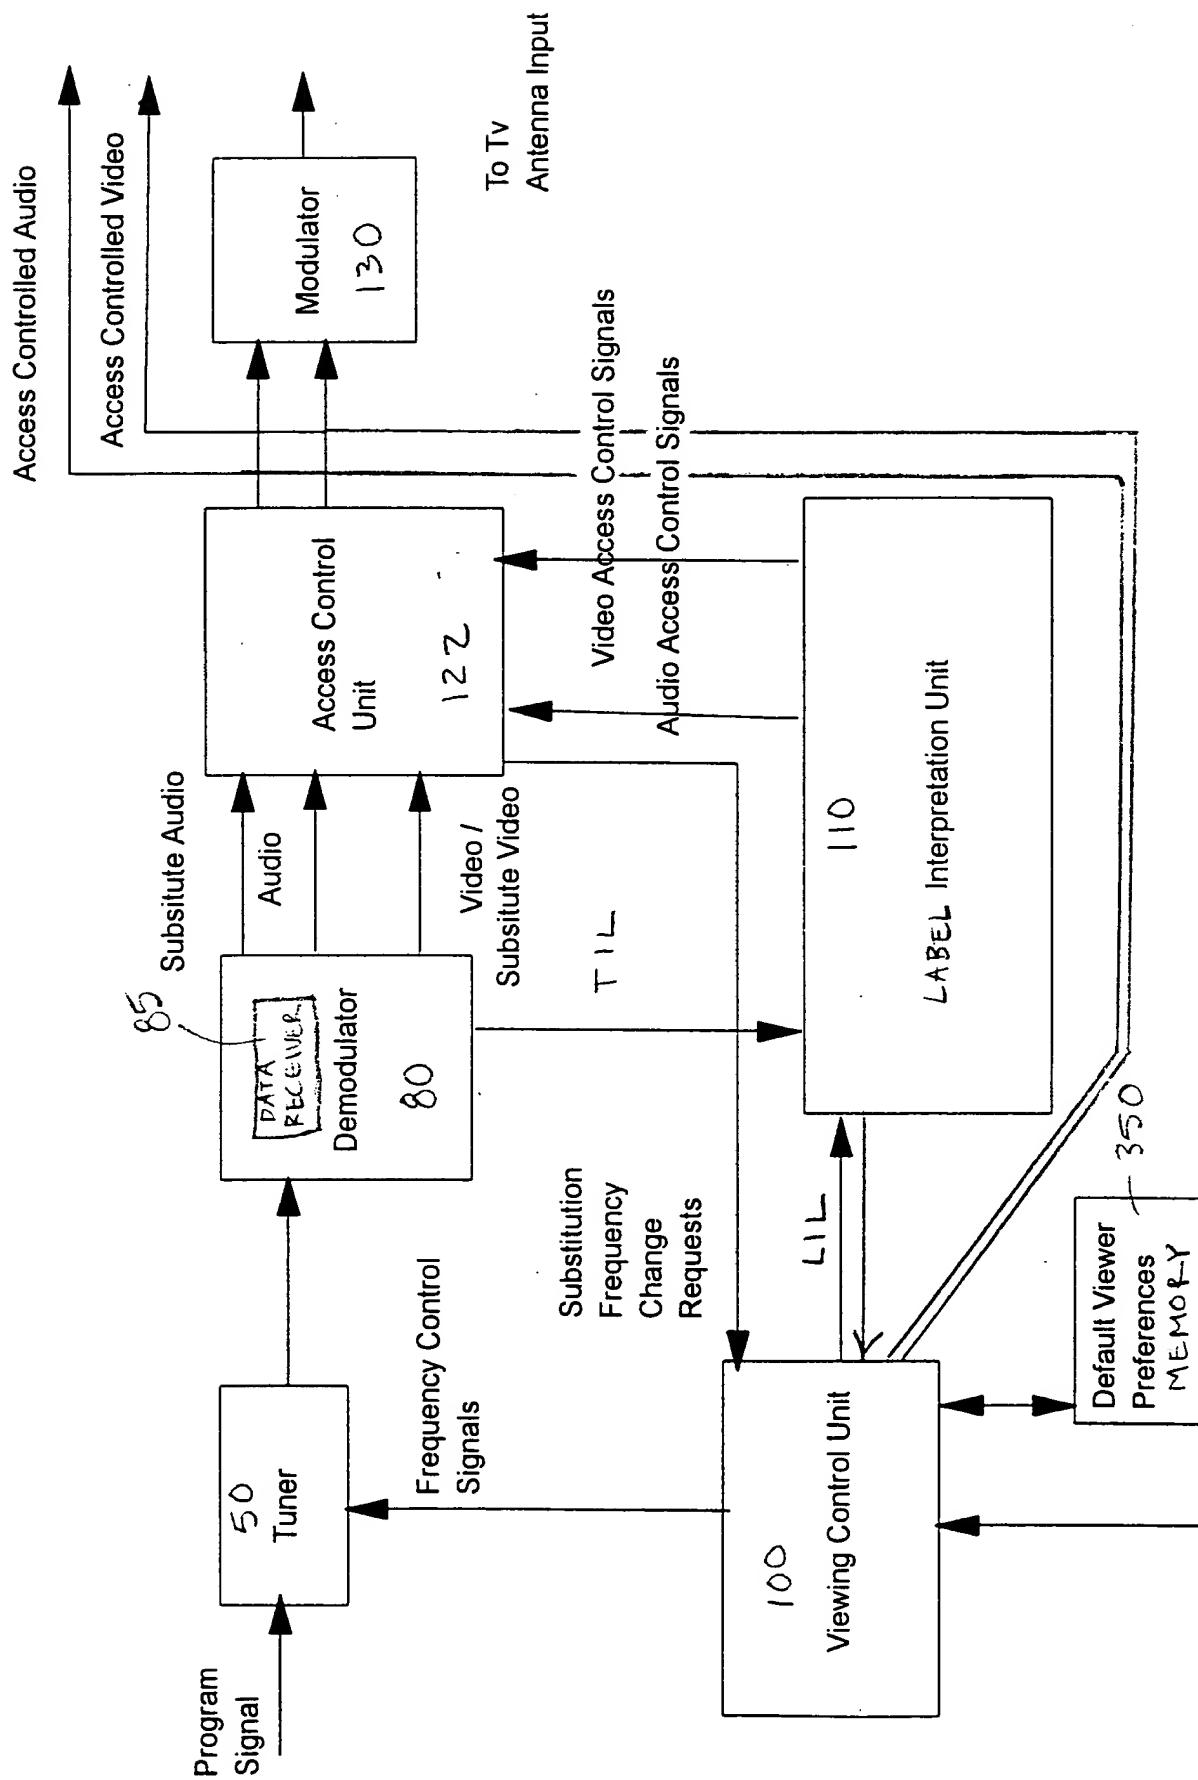 Program
Signal
50
Tuner
Frequency Control
Signals
85
DATA
RECEIVER
Demodulator
80
Subsitute Audio
Audio
Video /
Subsitute Video
TIL
Access Control
Unit
122
Access Controlled Audio
Access Controlled Video
Modulator
130
To Tv
Antenna Input
Video Access Control Signals
Audio Access Control Signals
Substitution
Frequency
Change
Requests
100
Viewing Control Unit
LIL
110
LABEL Interpretation Unit
Default Viewer
Preferences
MEMORY
350